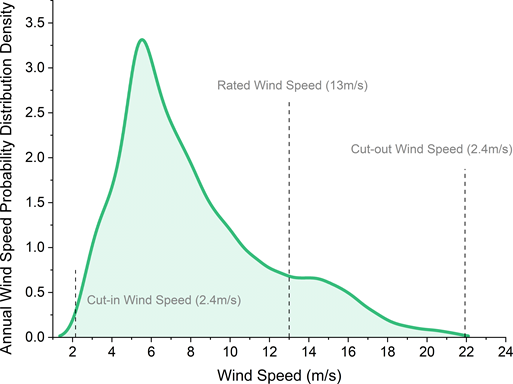 Annual Wind Speed Probability Distribution Density
3.5
3.0
2.5
2.0
1.5
1.0
0.5
0.0
Rated Wind Speed (13m/s)
Cut-out Wind Speed (2.4m/s)
Cut-in Wind Speed (2.4m/s)
2 4 6 8 10 12 14 16 18 20 22 24
Wind Speed (m/s)